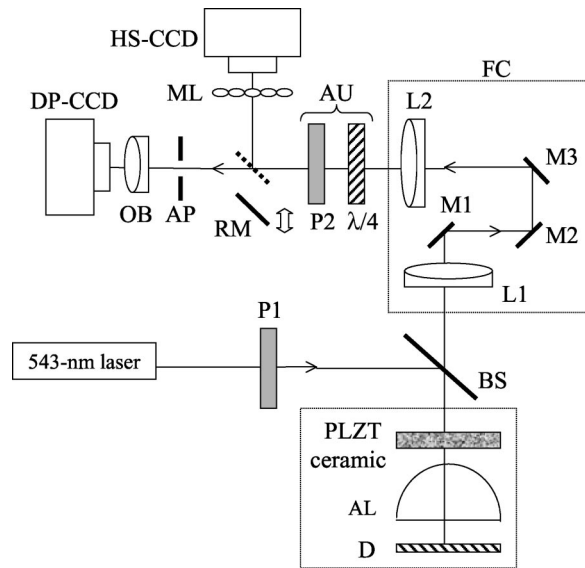 HS-CCD
FC
ML
AU
L2
DP-CCD
M3
M1
OB
AP
RM
P2
λ/4
M2
L1
P1
543-nm laser
BS
PLZT
ceramic
AL
D